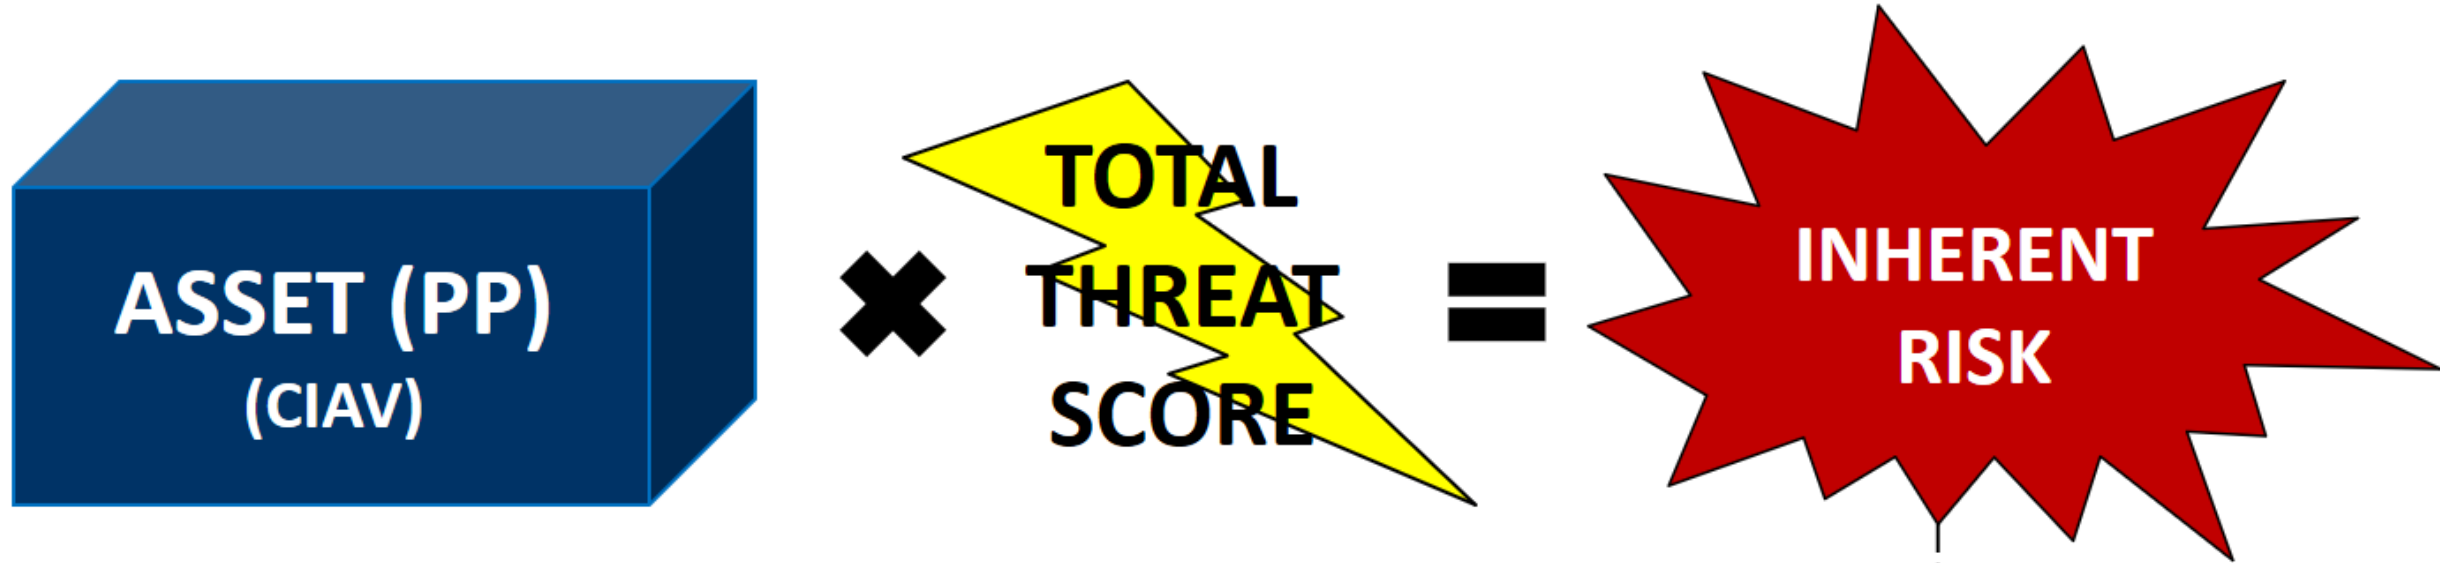 ASSET (PP)
(CIAV)
TOTAL
THREAT
SCORE
INHERENT
RISK